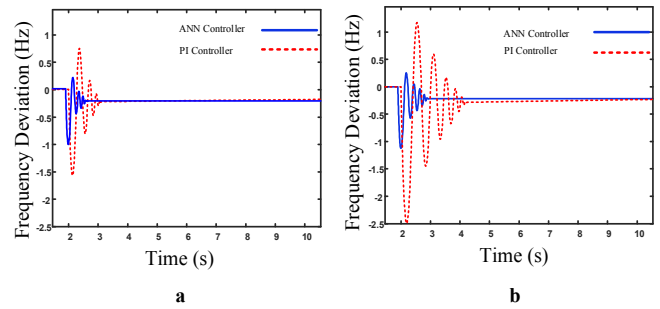 Frequency Deviation (Hz)
1
0.5
0
-0.5
-1
-1.5
-2
-2.5
ANN Controller
PI Controller
2 3 4 5 6 7 8 9 10
Time (s)
a
Frequency Deviation (Hz)
1
0.5
0
-0.5
-1
-1.5
-2
-2.5
ANN Controller
PI Controller
2 3 4 5 6 7 8 9 10
Time (s)
b